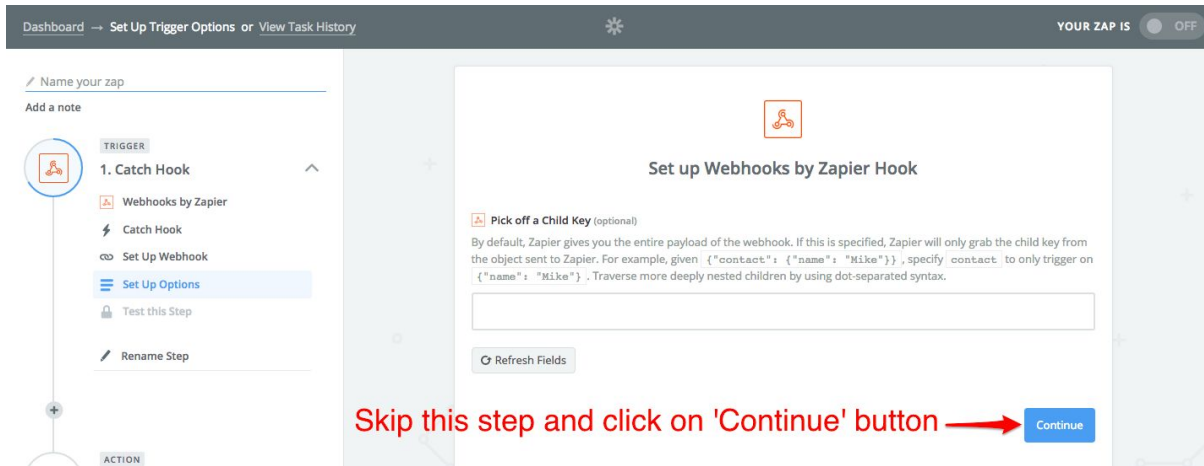 Dashboard → Set Up Trigger Options or View Task History
YOUR ZAP IS
OFF
Name your zap
Add a note
TRIGGER
1. Catch Hook
Webhooks by Zapier
Catch Hook
Set Up Webhook
Set Up Options
Test this Step
Rename Step
ACTION
Set up Webhooks by Zapier Hook
Pick off a Child Key (optional)
By default, Zapier gives you the entire payload of the webhook. If this is specified, Zapier will only grab the child key from
the object sent to Zapier. For example, given {"contact": {"name": "Mike"}} , specify contact to only trigger on
{"name": "Mike"} . Traverse more deeply nested children by using dot-separated syntax.
Refresh Fields
Skip this step and click on 'Continue' button
Continue